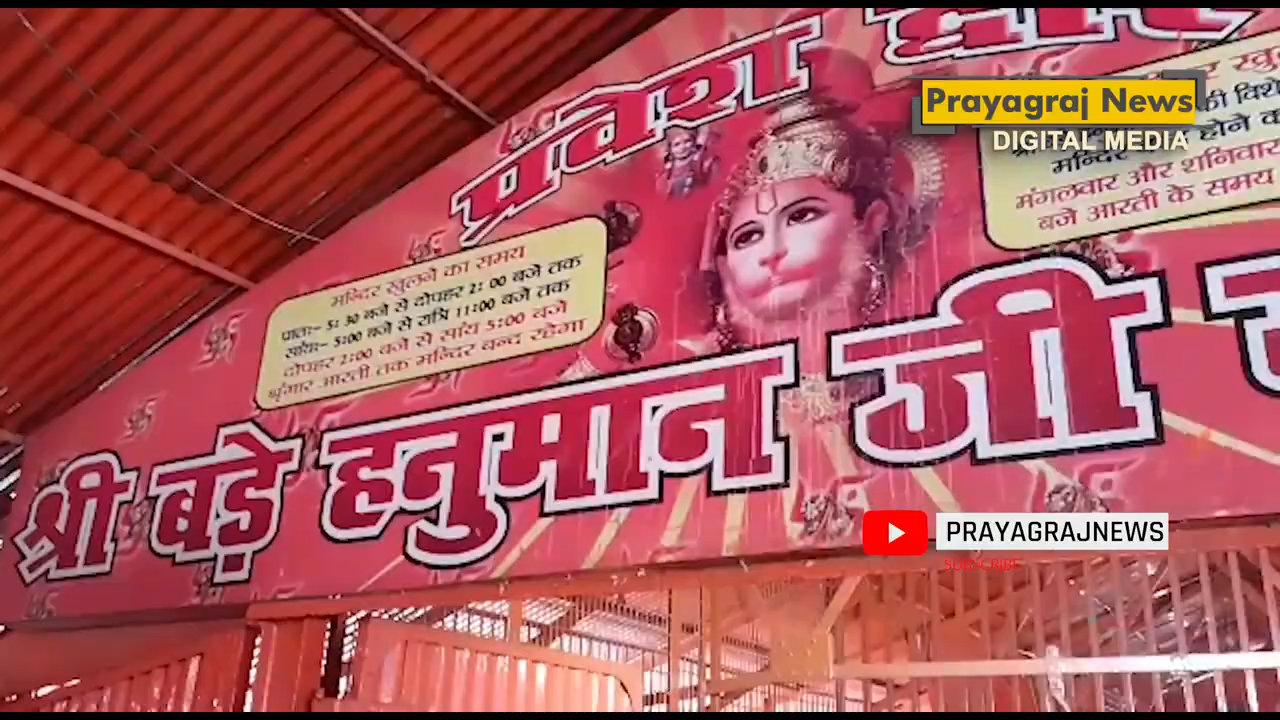 प्रवेश द्वार
Prayagraj News
DIGITAL MEDIA
मन्दिर खुलने का समय
प्रातः- 5: 30 बजे से दोपहर 2: 00 बजे तक
सांयः- 5:00 बजे से रात्रि 11:00 बजे तक
दोपहर 2:00 बजे से सांय 5:00 बजे
श्रृंगार आरती तक मन्दिर बन्द रहेगा
की विशे
मन्दिर होने क
मंगलवार और शनिवार
बजे आरती के समय
श्री बड़े हनुमान जी
PRAYAGRAJNEWS
SUBSCRIBE